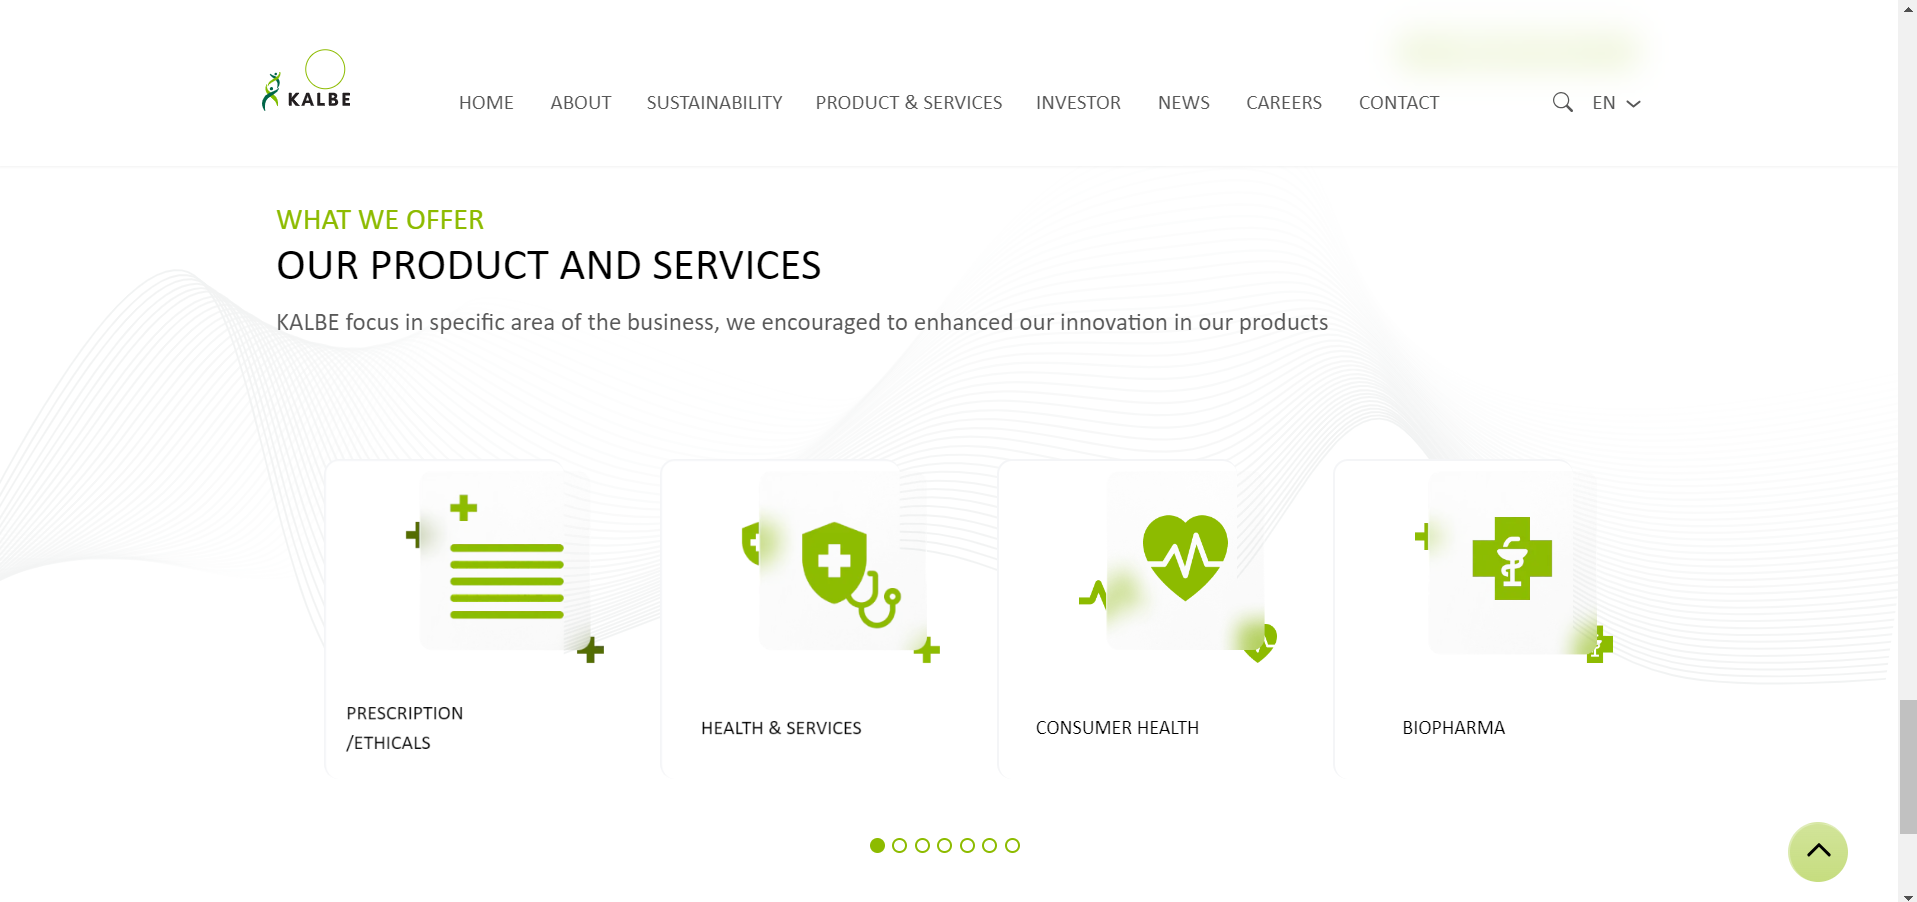 KALBE
HOME ABOUT SUSTAINABILITY PRODUCT & SERVICES INVESTOR NEWS CAREERS CONTACT EN
WHAT WE OFFER
OUR PRODUCT AND SERVICES
KALBE focus in specific area of the business, we encouraged to enhanced our innovation in our products
PRESCRIPTION
/ETHICALS
HEALTH & SERVICES
CONSUMER HEALTH
BIOPHARMA